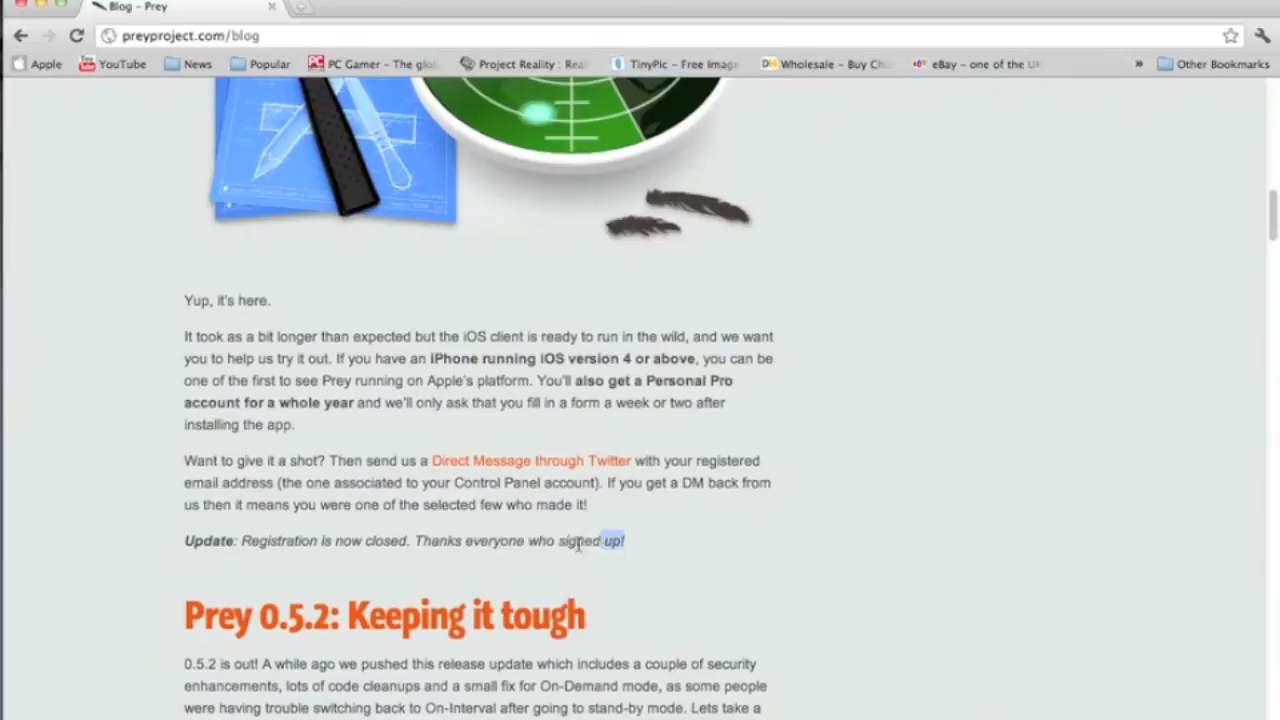 Blog – Prey
preyproject.com/blog
Apple YouTube News Popular PC Gamer – The glo Project Reality : Rea TinyPic – Free Imag Wholesale – Buy Chi eBay – one of the UK » Other Bookmarks
Yup, it's here.
It took as a bit longer than expected but the iOS client is ready to run in the wild, and we want
you to help us try it out. If you have an iPhone running iOS version 4 or above, you can be
one of the first to see Prey running on Apple's platform. You'll also get a Personal Pro
account for a whole year and we'll only ask that you fill in a form a week or two after
installing the app.
Want to give it a shot? Then send us a Direct Message through Twitter with your registered
email address (the one associated to your Control Panel account). If you get a DM back from
us then it means you were one of the selected few who made it!
Update: Registration is now closed. Thanks everyone who signed up!
Prey 0.5.2: Keeping it tough
0.5.2 is out! A while ago we pushed this release update which includes a couple of security
enhancements, lots of code cleanups and a small fix for On-Demand mode, as some people
were having trouble switching back to On-Interval after going to stand-by mode. Lets take a